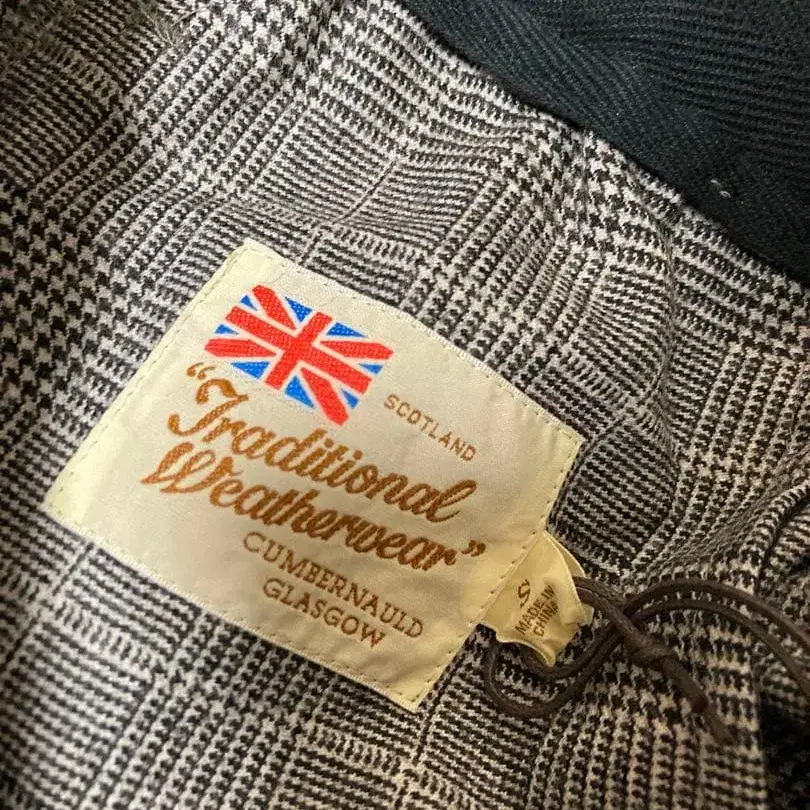 SCOTLAND
"Traditional
Weatherwear"
CUMBERNAULD
GLASGOW
S
MADE IN
CHINA